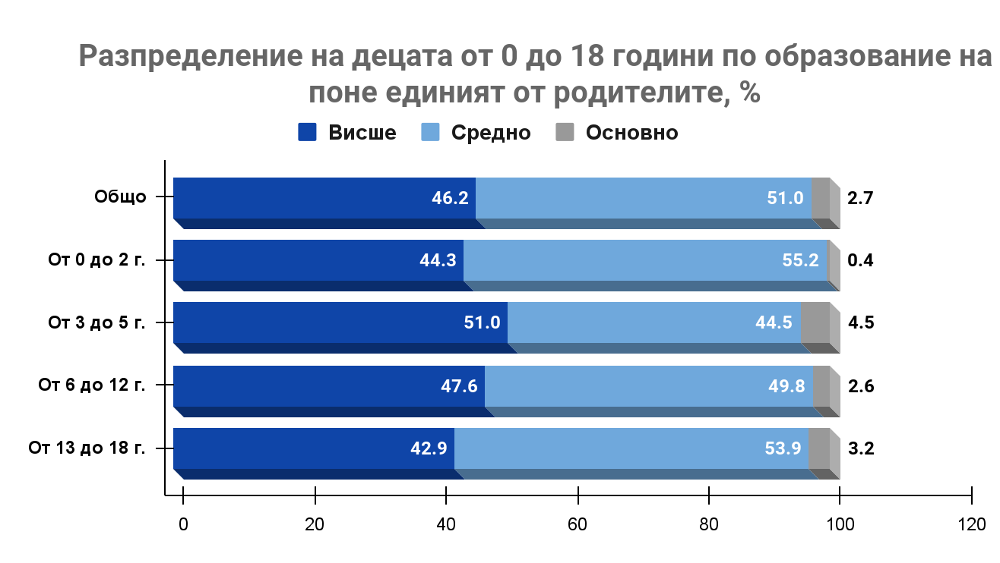 Разпределение на децата от 0 до 18 години по образование на
поне единият от родителите, %
Висше Средно Основно
Общо 46.2 51.0 2.7
От 0 до 2 г. 44.3 55.2 0.4
От 3 до 5 г. 51.0 44.5 4.5
От 6 до 12 г. 47.6 49.8 2.6
От 13 до 18 г. 42.9 53.9 3.2
0 20 40 60 80 100 120